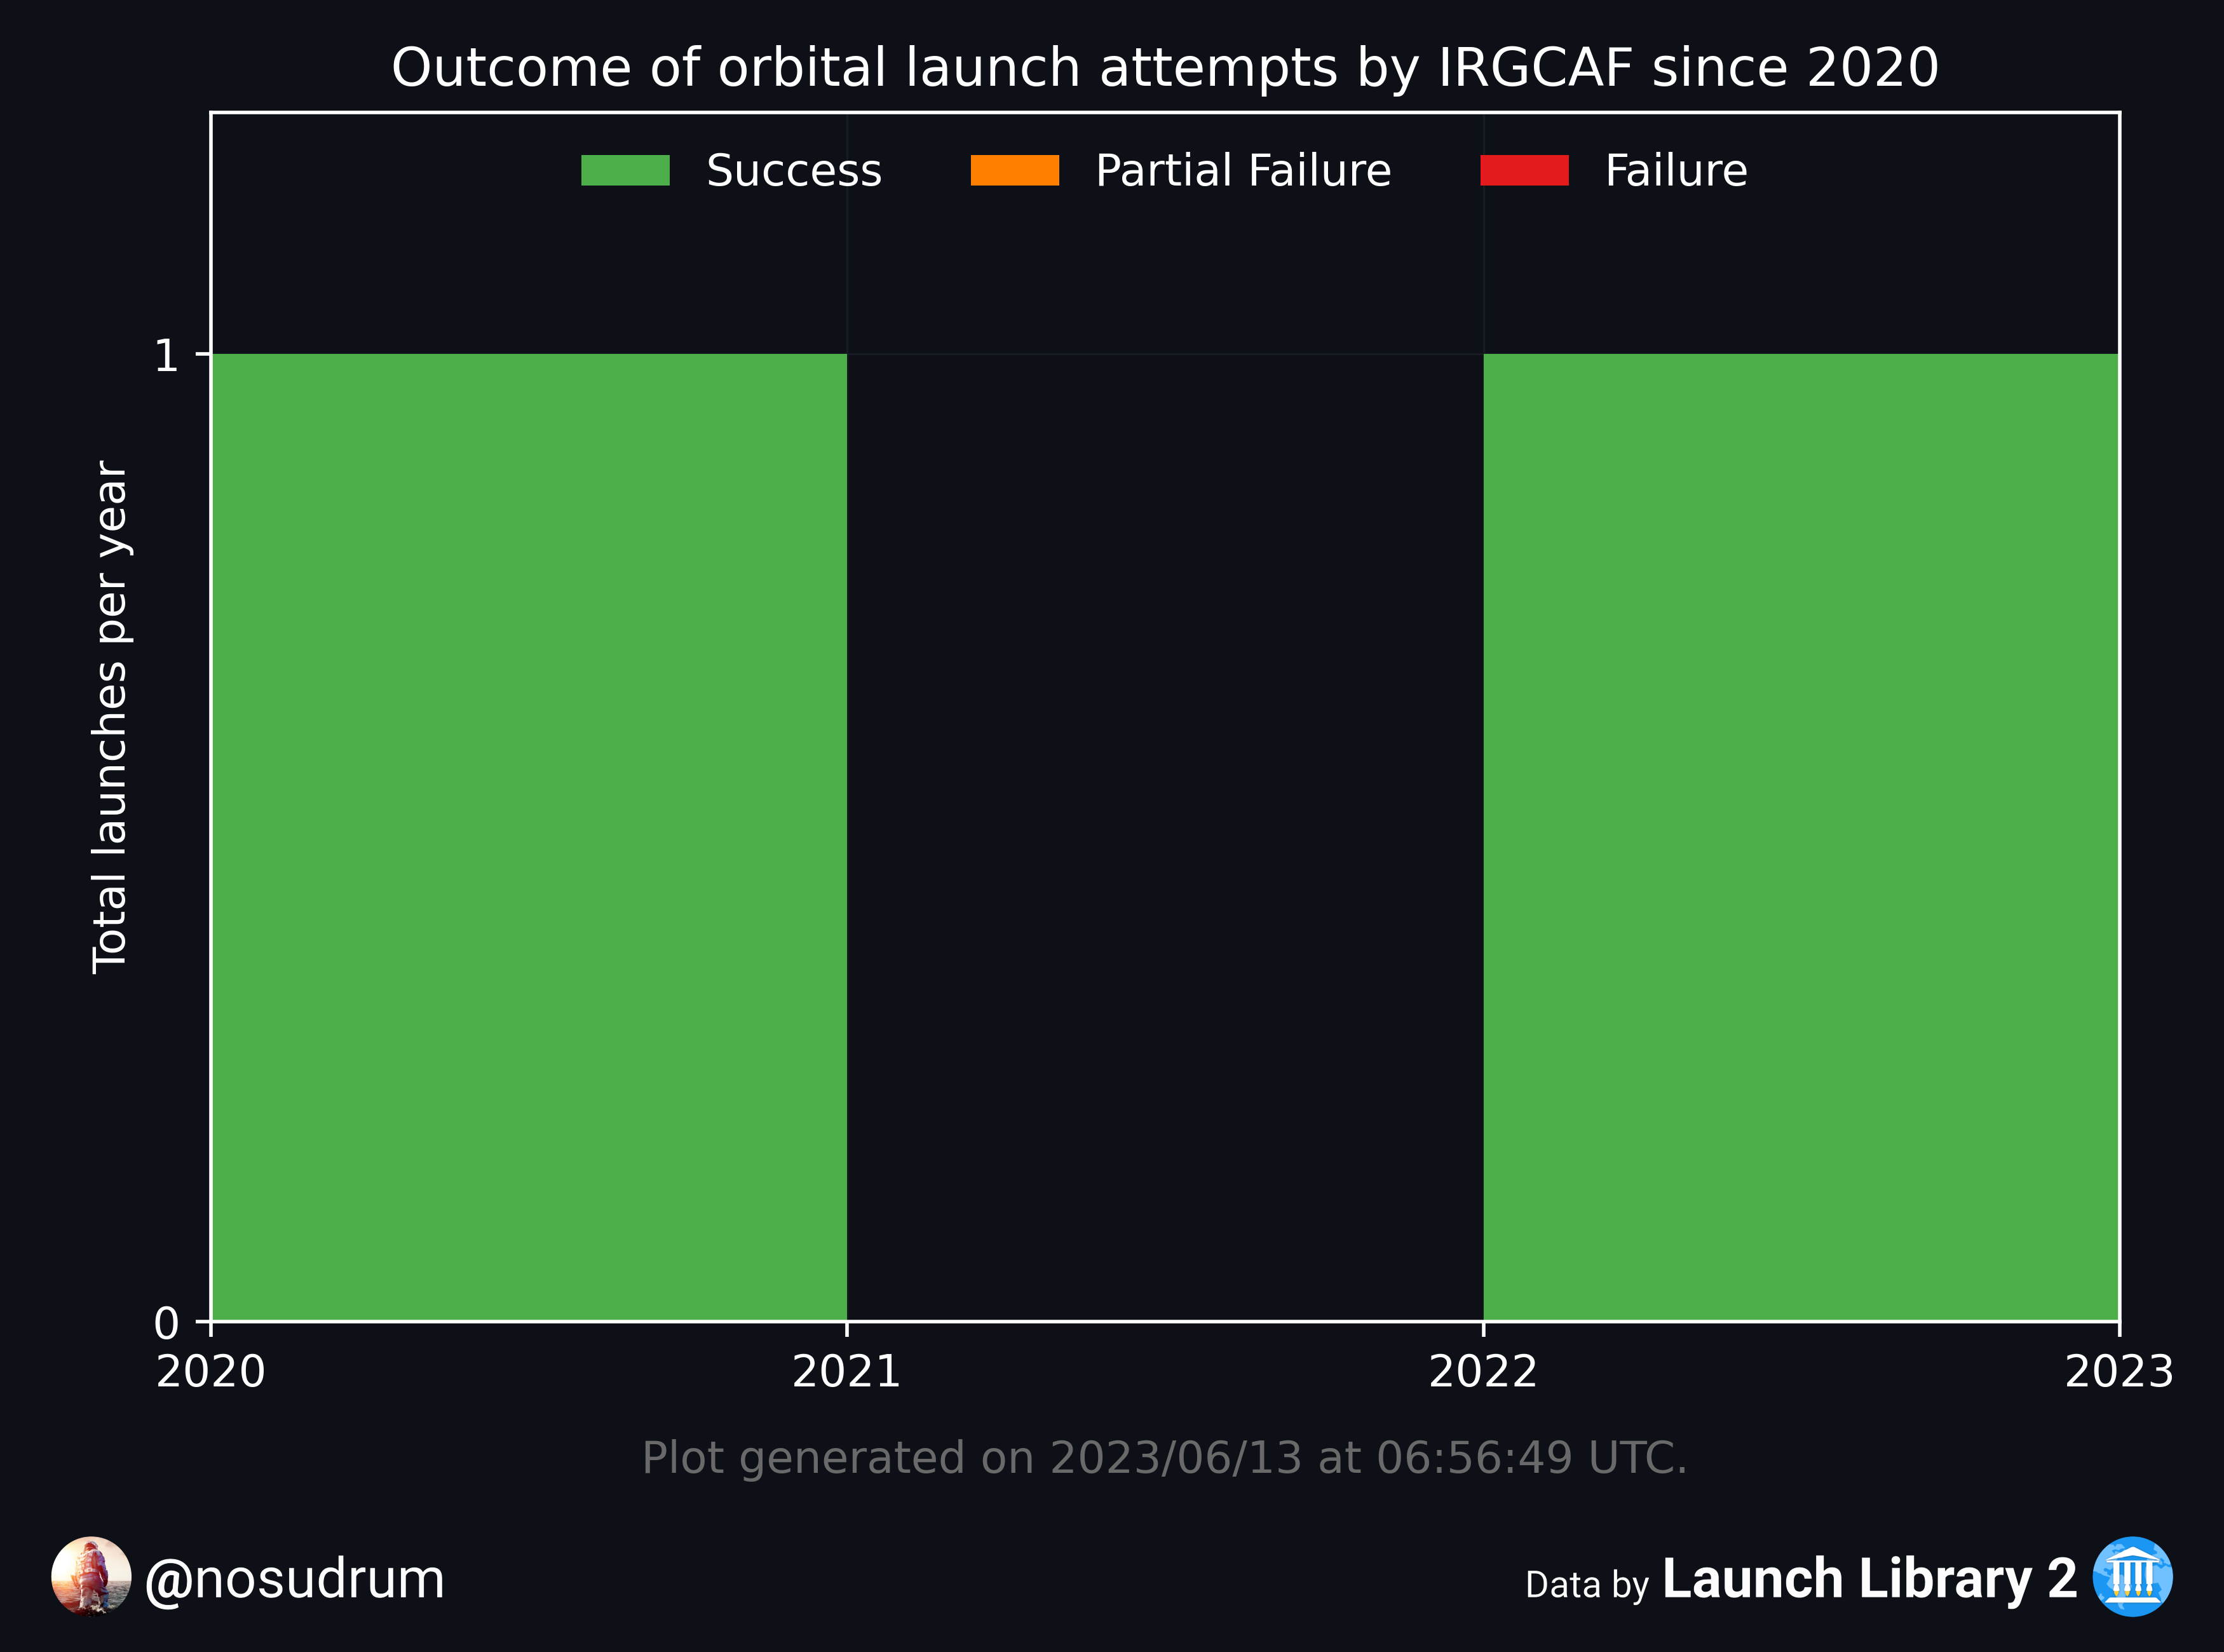 Outcome of orbital launch attempts by IRGCAF since 2020
Success Partial Failure Failure
Total launches per year
1
0
2020 2021 2022 2023
Plot generated on 2023/06/13 at 06:56:49 UTC.
@nosudrum
Data by Launch Library 2